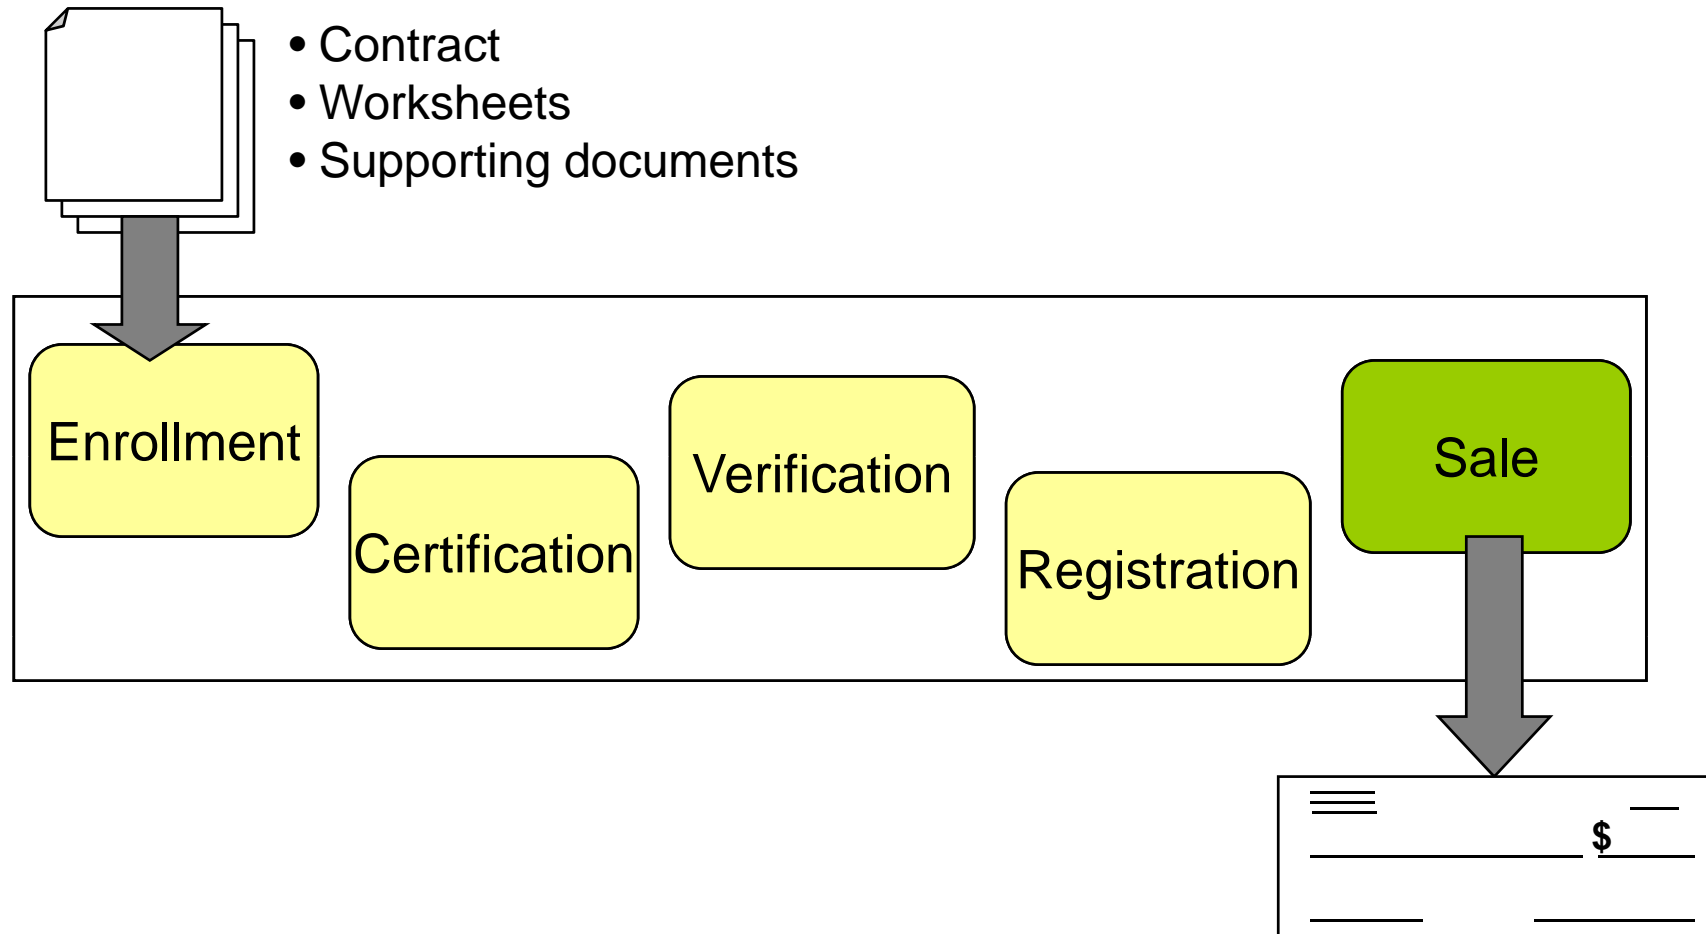 • Contract
• Worksheets
• Supporting documents
Enrollment
Certification
Verification
Registration
Sale
$